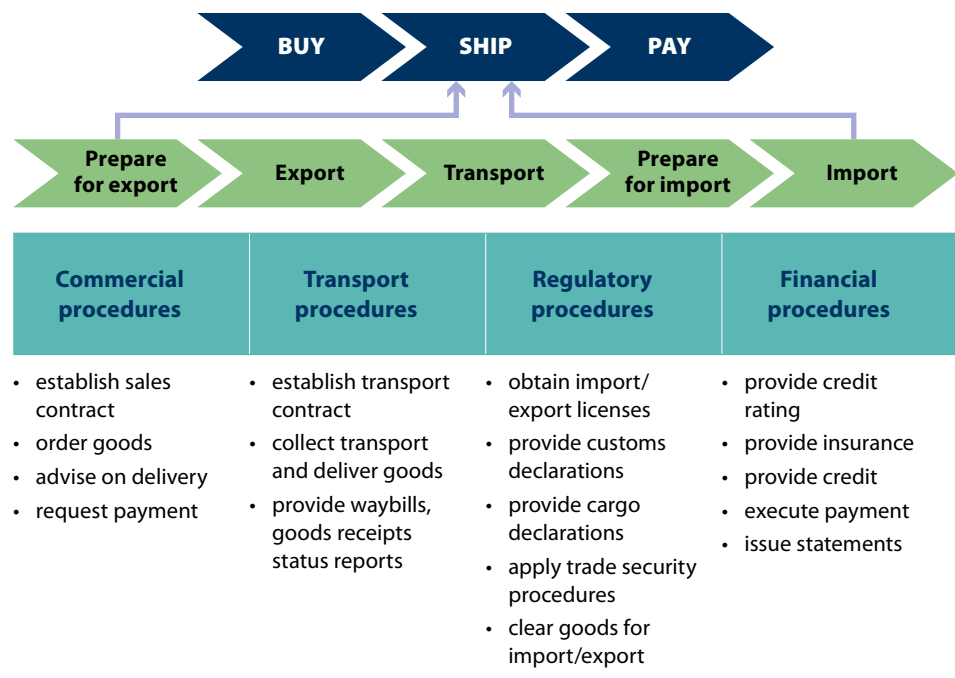 BUY
SHIP
PAY
Prepare
for export
Export
Transport
Prepare
for import
Import
Commercial
procedures
Transport
procedures
Regulatory
procedures
Financial
procedures
• establish sales
contract
• order goods
• advise on delivery
• request payment
• establish transport
contract
• collect transport
and deliver goods
• provide waybills,
goods receipts
status reports
• obtain import/
export licenses
• provide customs
declarations
• provide cargo
declarations
• apply trade security
procedures
• clear goods for
import/export
• provide credit
rating
• provide insurance
• provide credit
• execute payment
• issue statements